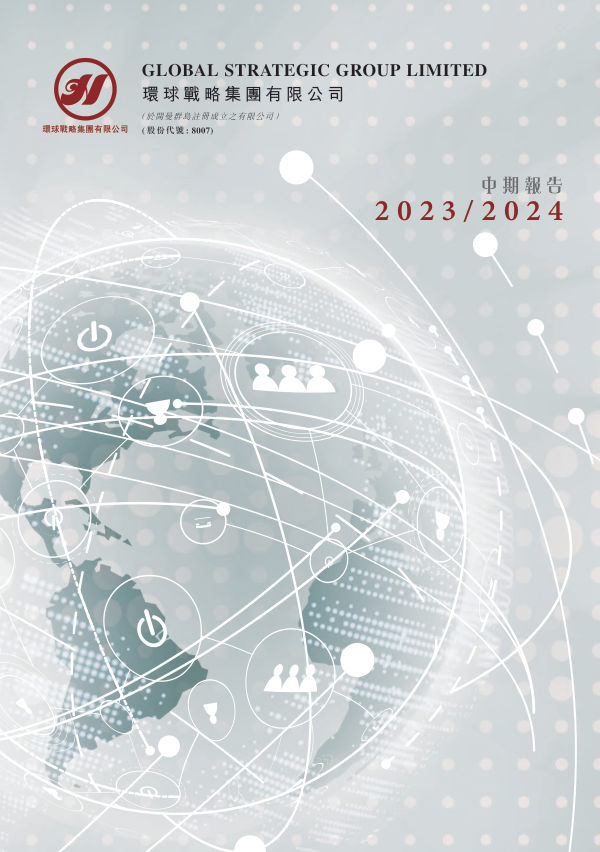 GLOBAL STRATEGIC GROUP LIMITED
環球戰略集團有限公司
(於開曼群島註冊成立之有限公司)
(股份代號 : 8007)
環球戰略集團有限公司
中期報告
2023/2024